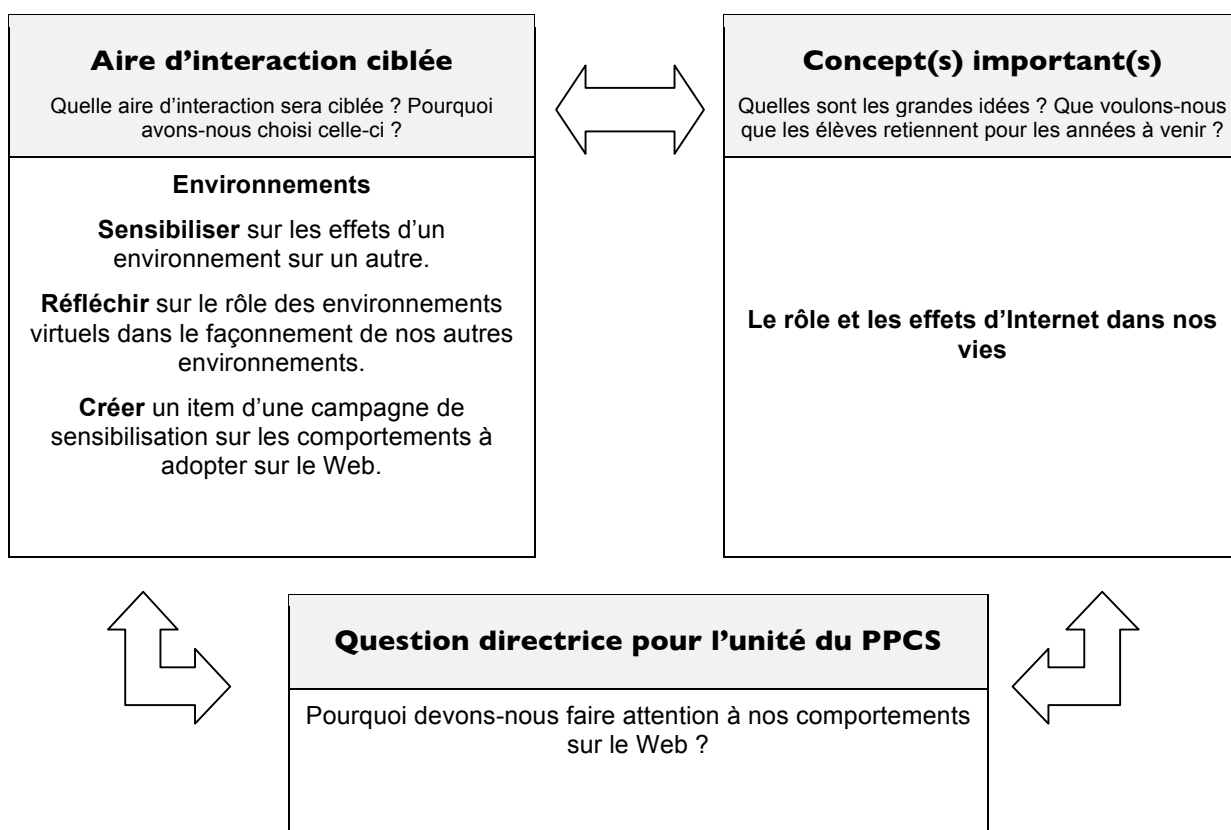 Aire d’interaction ciblée
Quelle aire d’interaction sera ciblée ? Pourquoi
avons-nous choisi celle-ci ?
Environnements
Sensibiliser sur les effets d’un
environnement sur un autre.
Réfléchir sur le rôle des environnements
virtuels dans le façonnement de nos autres
environnements.
Créer un item d’une campagne de
sensibilisation sur les comportements à
adopter sur le Web.
Concept(s) important(s)
Quelles sont les grandes idées ? Que voulons-nous
que les élèves retiennent pour les années à venir ?
Le rôle et les effets d’Internet dans nos
vies
Question directrice pour l’unité du PPCS
Pourquoi devons-nous faire attention à nos comportements
sur le Web ?